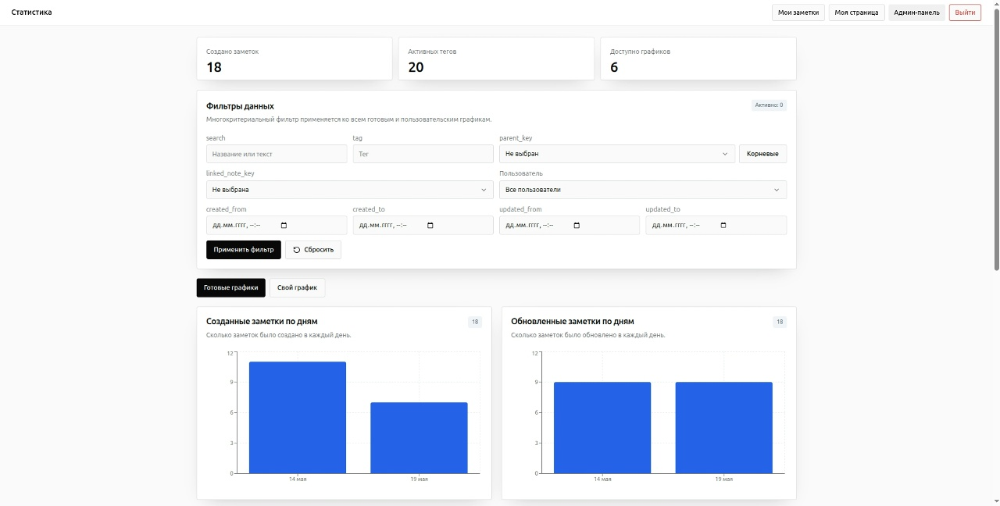 Статистика
Мои заметки Моя страница Админ-панель Выйти
Создано заметок
18
Активных тегов
20
Доступно графиков
6
Фильтры данных
Активно: 0
Многокритериальный фильтр применяется ко всем готовым и пользовательским графикам.
search tag parent_key
Название или текст Тег Не выбран Корневые
linked_note_key Пользователь
Не выбрана Все пользователи
created_from created_to updated_from updated_to
дд.мм.гггг, --:-- дд.мм.гггг, --:-- дд.мм.гггг, --:-- дд.мм.гггг, --:--
Применить фильтр Сбросить
Готовые графики Свой график
Созданные заметки по дням
18
Сколько заметок было создано в каждый день.
12
9
6
3
0
14 мая 19 мая
Обновленные заметки по дням
18
Сколько заметок было обновлено в каждый день.
12
9
6
3
0
14 мая 19 мая